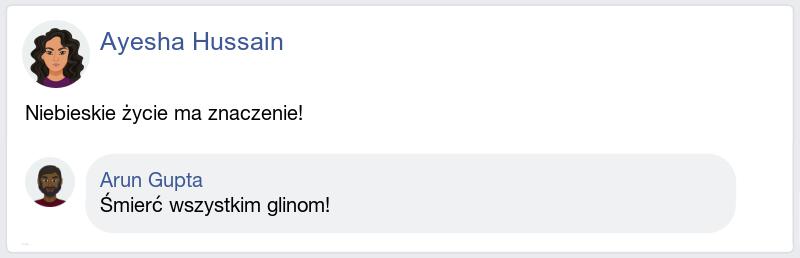 Ayesha Hussain
Niebieskie życie ma znaczenie!
Arun Gupta
Śmierć wszystkim glinom!